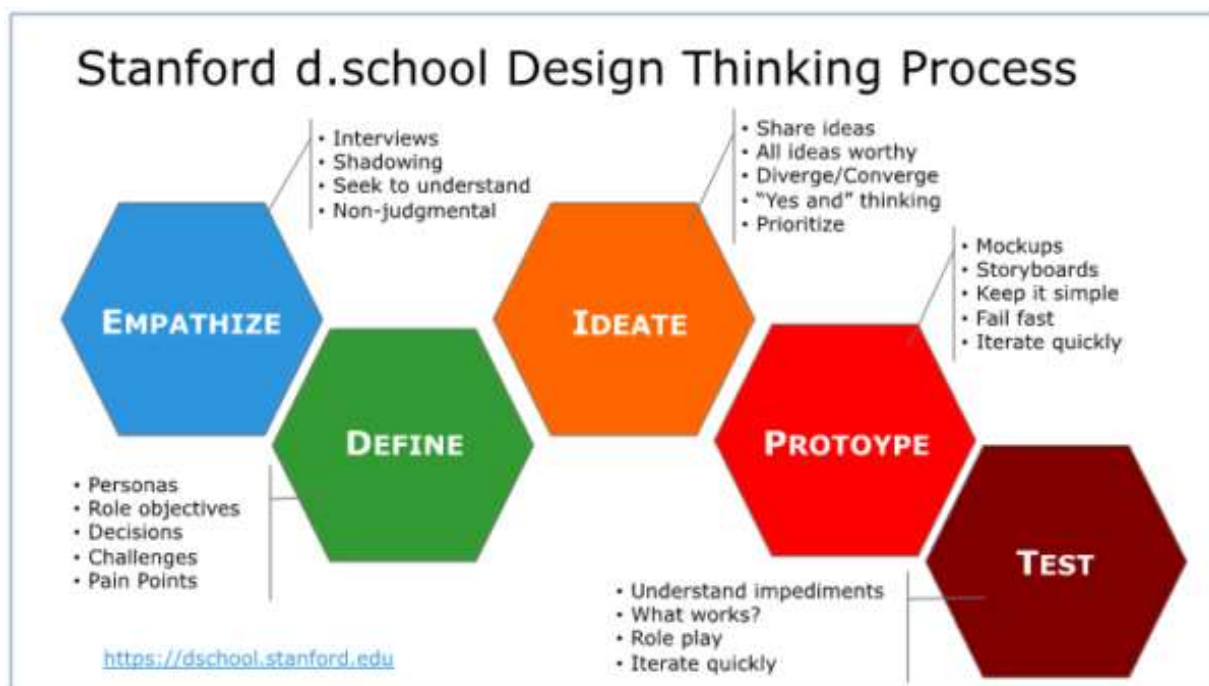 Stanford d.school Design Thinking Process
• Interviews
• Shadowing
• Seek to understand
• Non-judgmental
EMPATHIZE
• Personas
• Role objectives
• Decisions
• Challenges
• Pain Points
DEFINE
• Share ideas
• All ideas worthy
• Diverge/Converge
• “Yes and” thinking
• Prioritize
IDEATE
• Mockups
• Storyboards
• Keep it simple
• Fail fast
• Iterate quickly
PROTOYPE
• Understand impediments
• What works?
• Role play
• Iterate quickly
TEST
https://dschool.stanford.edu